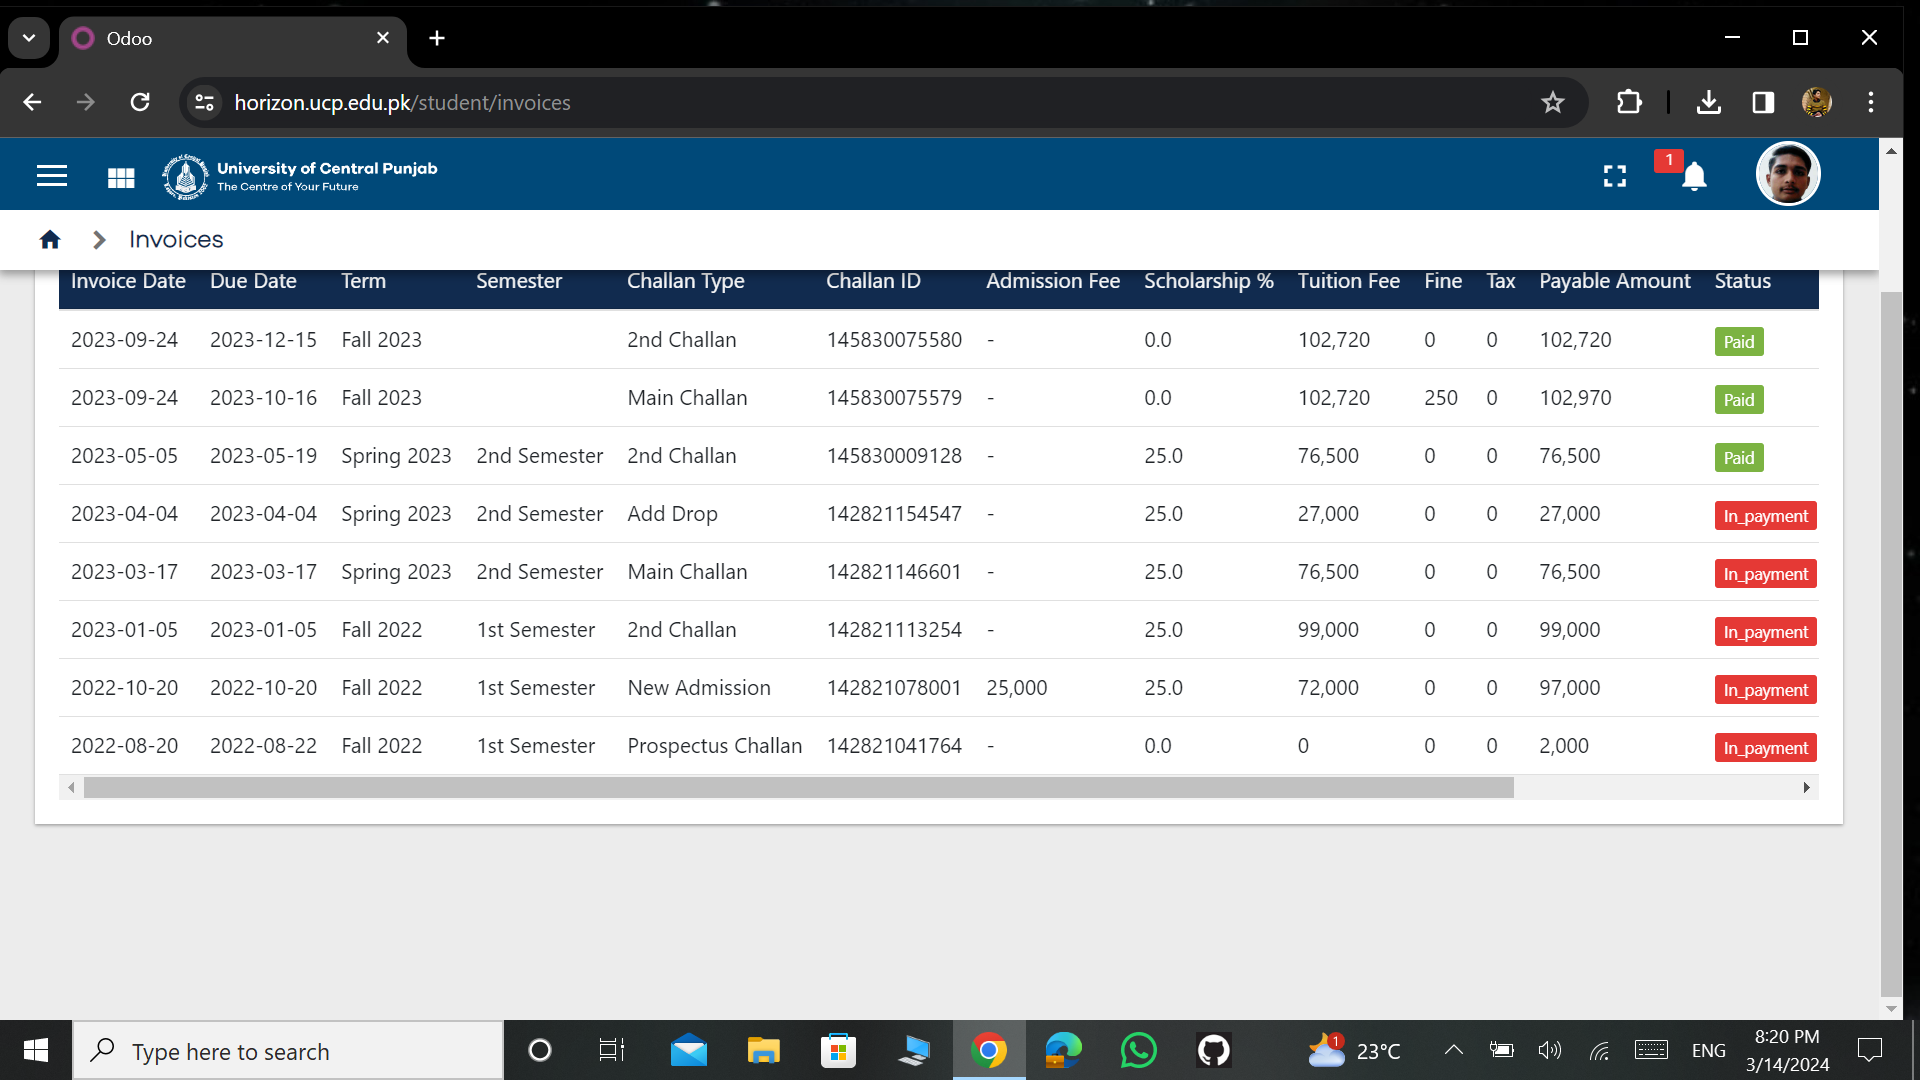 Odoo
horizon.ucp.edu.pk/student/invoices
University of Central Punjab
The Centre of Your Future
1
Invoices
Invoice Date Due Date Term Semester Challan Type Challan ID Admission Fee Scholarship % Tuition Fee Fine Tax Payable Amount Status
2023-09-24 2023-12-15 Fall 2023 2nd Challan 145830075580 - 0.0 102,720 0 0 102,720 Paid
2023-09-24 2023-10-16 Fall 2023 Main Challan 145830075579 - 0.0 102,720 250 0 102,970 Paid
2023-05-05 2023-05-19 Spring 2023 2nd Semester 2nd Challan 145830009128 - 25.0 76,500 0 0 76,500 Paid
2023-04-04 2023-04-04 Spring 2023 2nd Semester Add Drop 142821154547 - 25.0 27,000 0 0 27,000 In_payment
2023-03-17 2023-03-17 Spring 2023 2nd Semester Main Challan 142821146601 - 25.0 76,500 0 0 76,500 In_payment
2023-01-05 2023-01-05 Fall 2022 1st Semester 2nd Challan 142821113254 - 25.0 99,000 0 0 99,000 In_payment
2022-10-20 2022-10-20 Fall 2022 1st Semester New Admission 142821078001 25,000 25.0 72,000 0 0 97,000 In_payment
2022-08-20 2022-08-22 Fall 2022 1st Semester Prospectus Challan 142821041764 - 0.0 0 0 0 2,000 In_payment
Type here to search
1
23°C
ENG
8:20 PM
3/14/2024